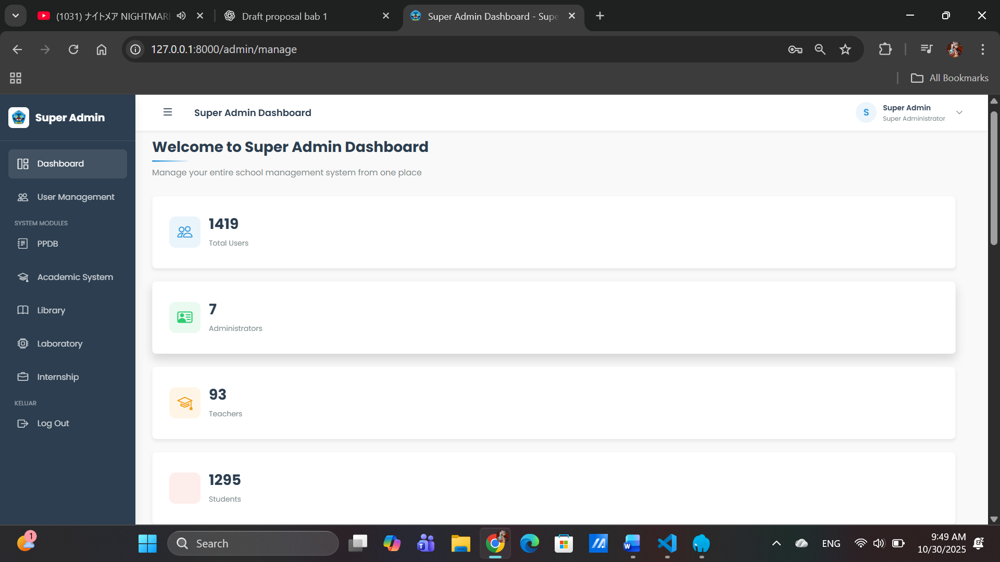 (1031) ナイトメア NIGHTMARE
Draft proposal bab 1
Super Admin Dashboard - Supe
127.0.0.1:8000/admin/manage
All Bookmarks
Super Admin
Super Admin Dashboard
S
Super Admin
Super Administrator
Dashboard
User Management
SYSTEM MODULES
PPDB
Academic System
Library
Laboratory
Internship
KELUAR
Log Out
Welcome to Super Admin Dashboard
Manage your entire school management system from one place
1419
Total Users
7
Administrators
93
Teachers
1295
Students
1
Search
ENG
9:49 AM
10/30/2025